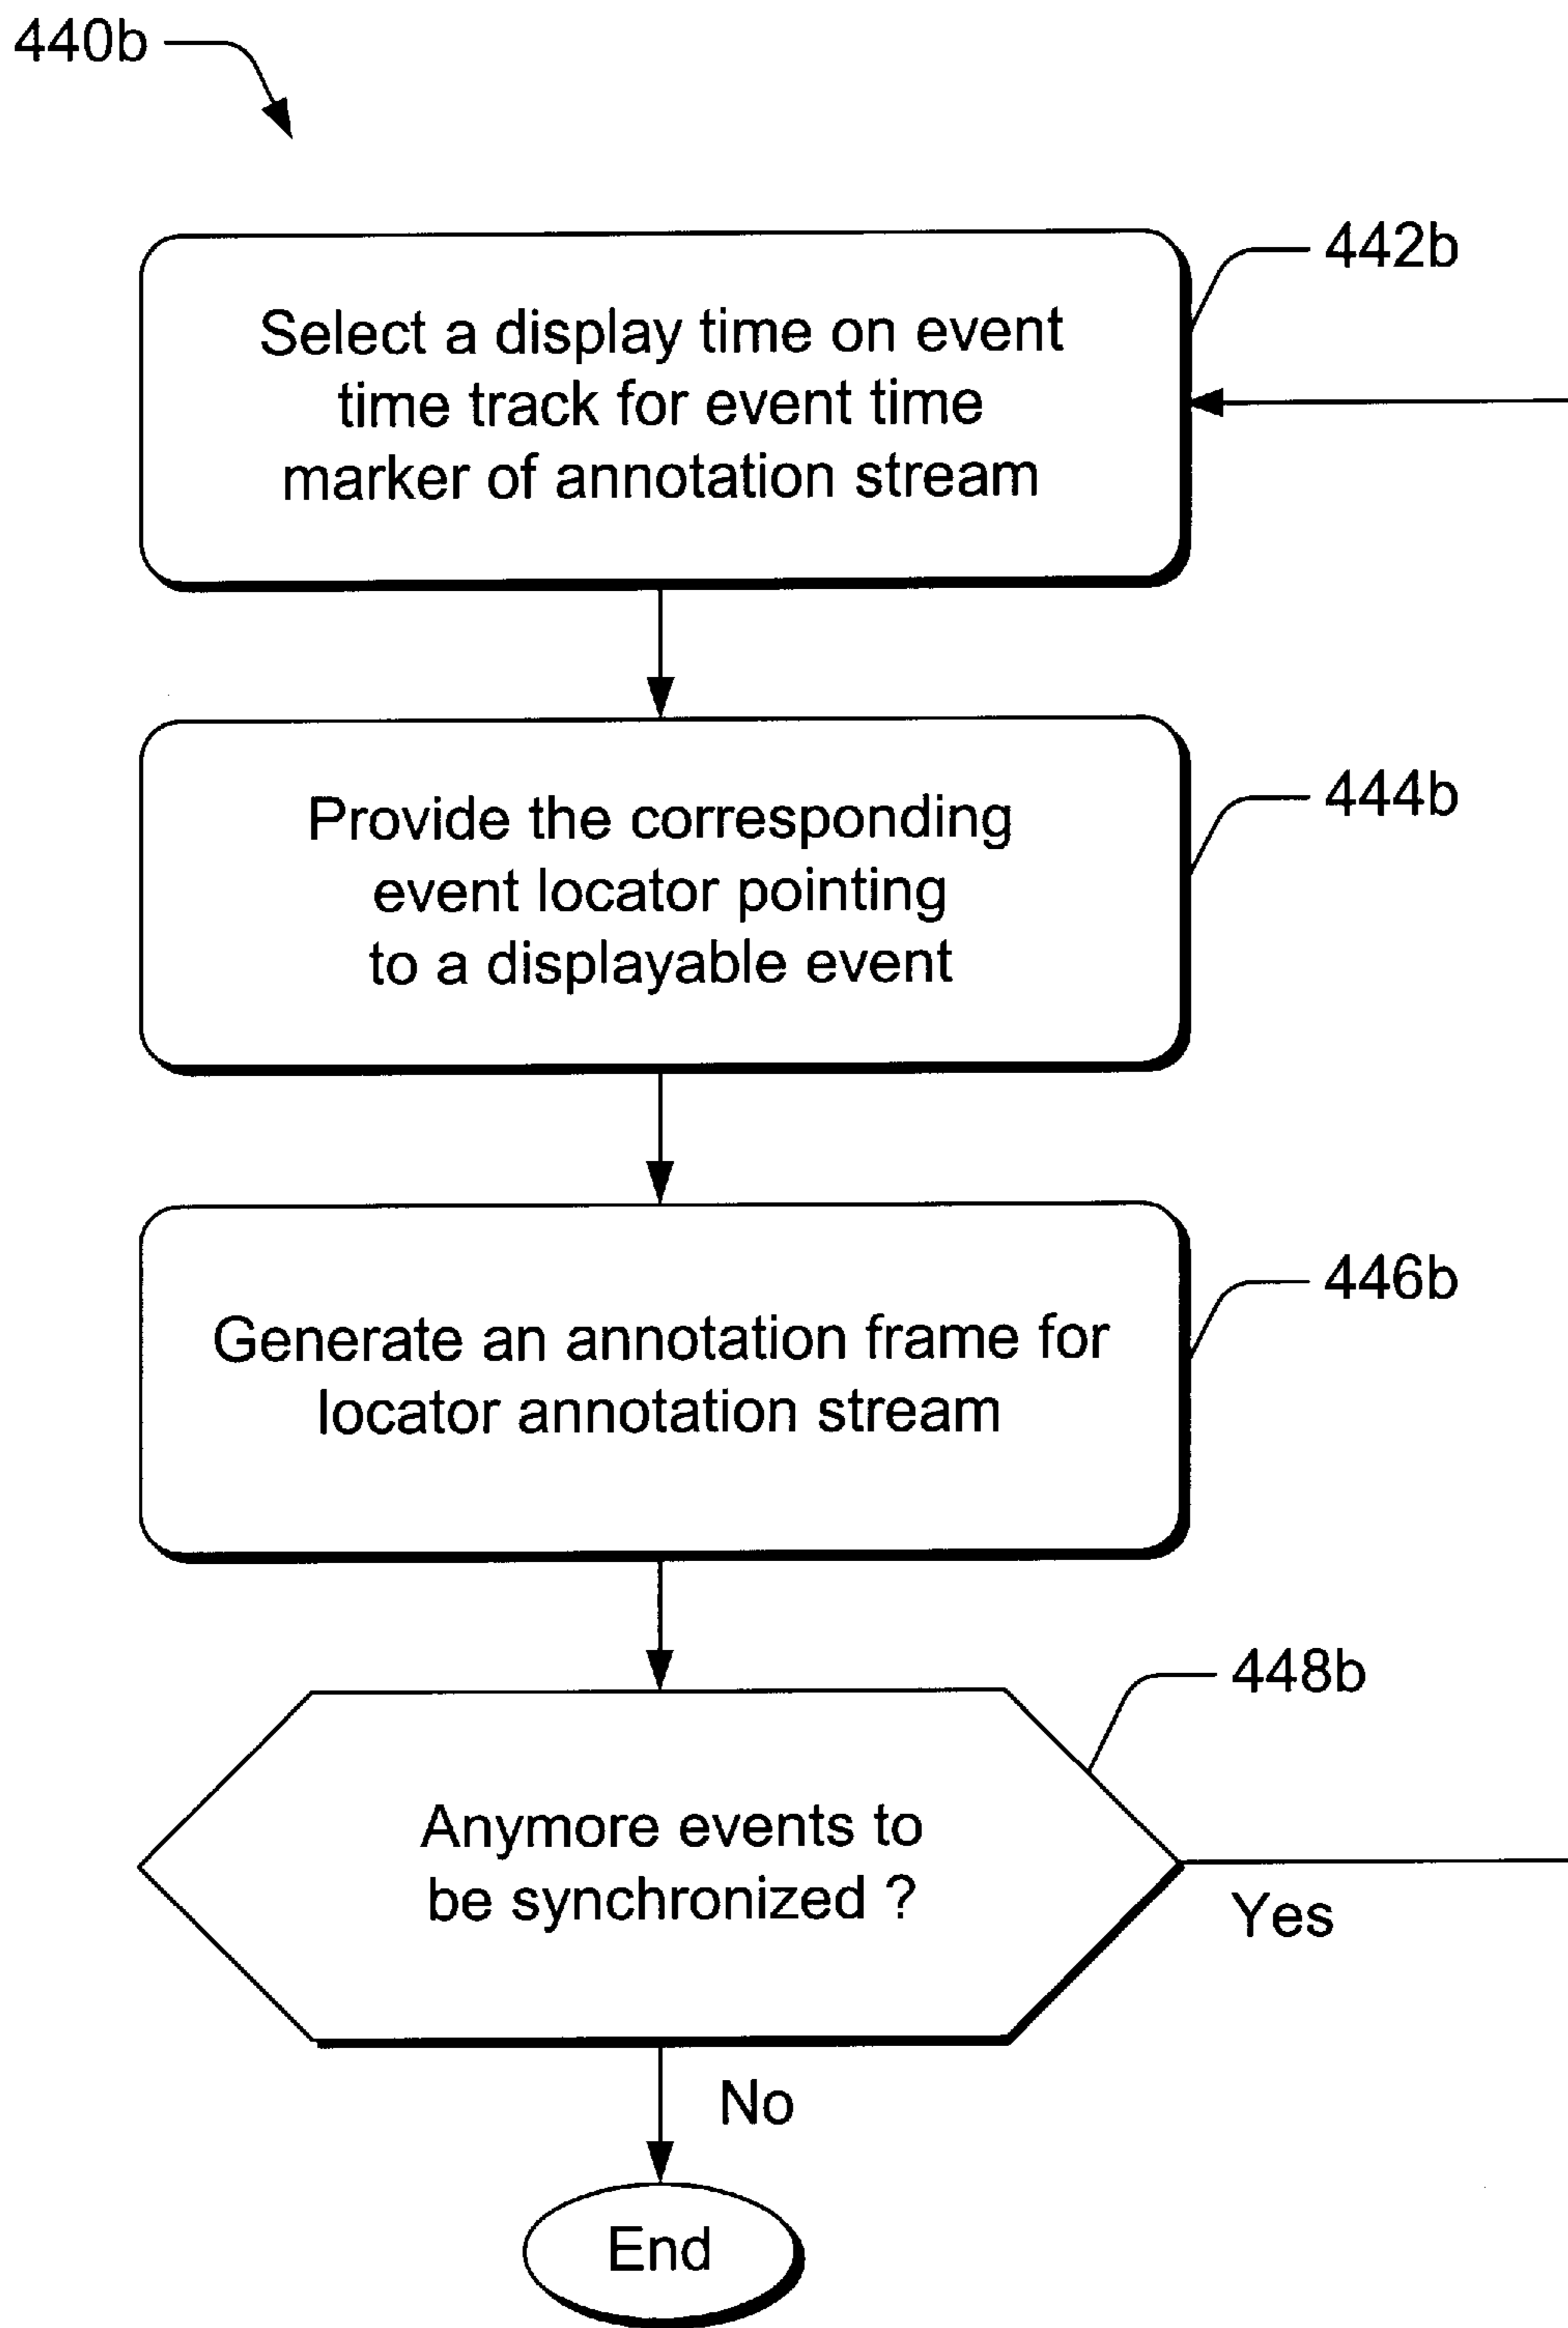 440b
442b
Select a display time on event
time track for event time
marker of annotation stream
444b
Provide the corresponding
event locator pointing
to a displayable event
446b
Generate an annotation frame for
locator annotation stream
448b
Anymore events to
be synchronized ?
Yes
No
End